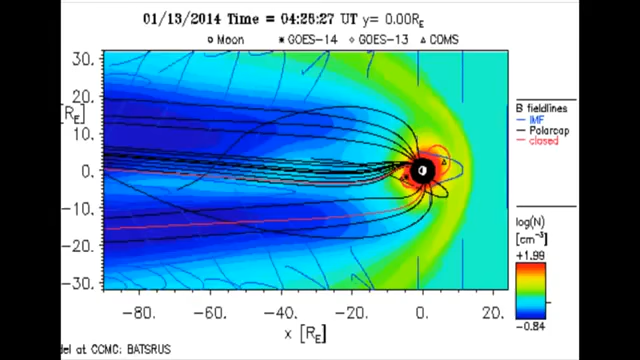 01/13/2014 Time = 04:28:27 UT y= 0.00RE
Moon GOES-14 GOES-13 COMS
30.
20.
[RE]
10.
0.
-10.
-20.
-30.
-80. -60. -40. -20. 0. 20.
x [RE]
B fieldlines
IMF
Polarcap
closed
log(N)
[cm-3]
+1.99
-0.84
del at CCMC: BATSRUS